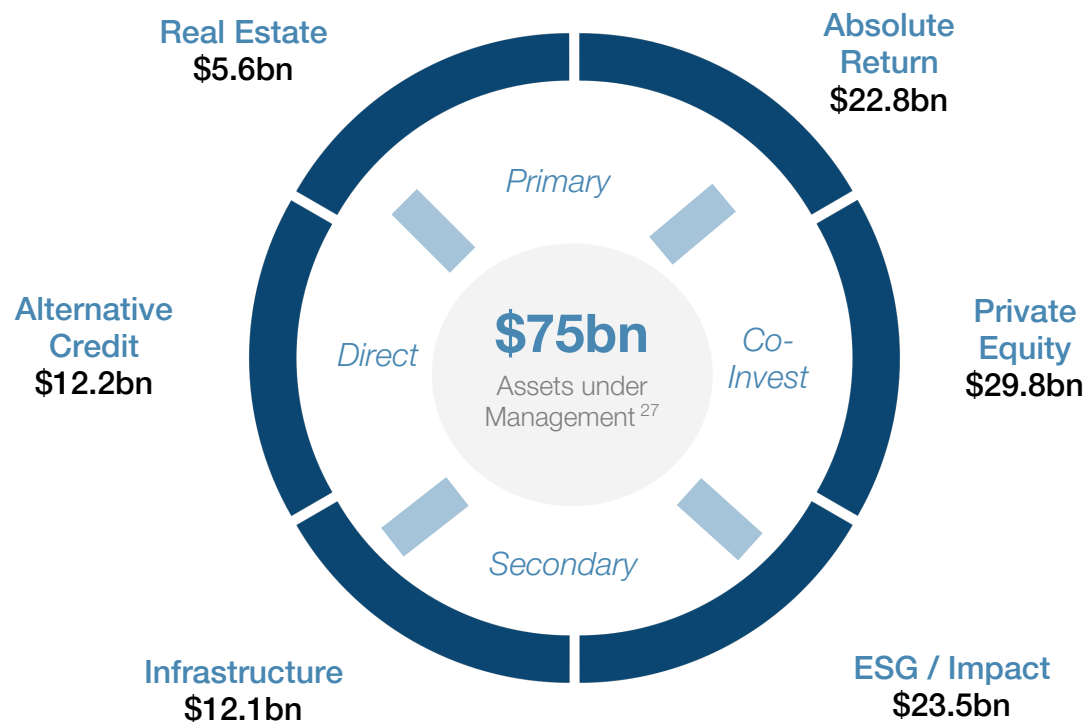 Real Estate
$5.6bn
Absolute
Return
$22.8bn
Primary
Alternative
Credit
$12.2bn
Direct
$75bn
Assets under
Management 27
Co-
Invest
Private
Equity
$29.8bn
Secondary
Infrastructure
$12.1bn
ESG / Impact
$23.5bn